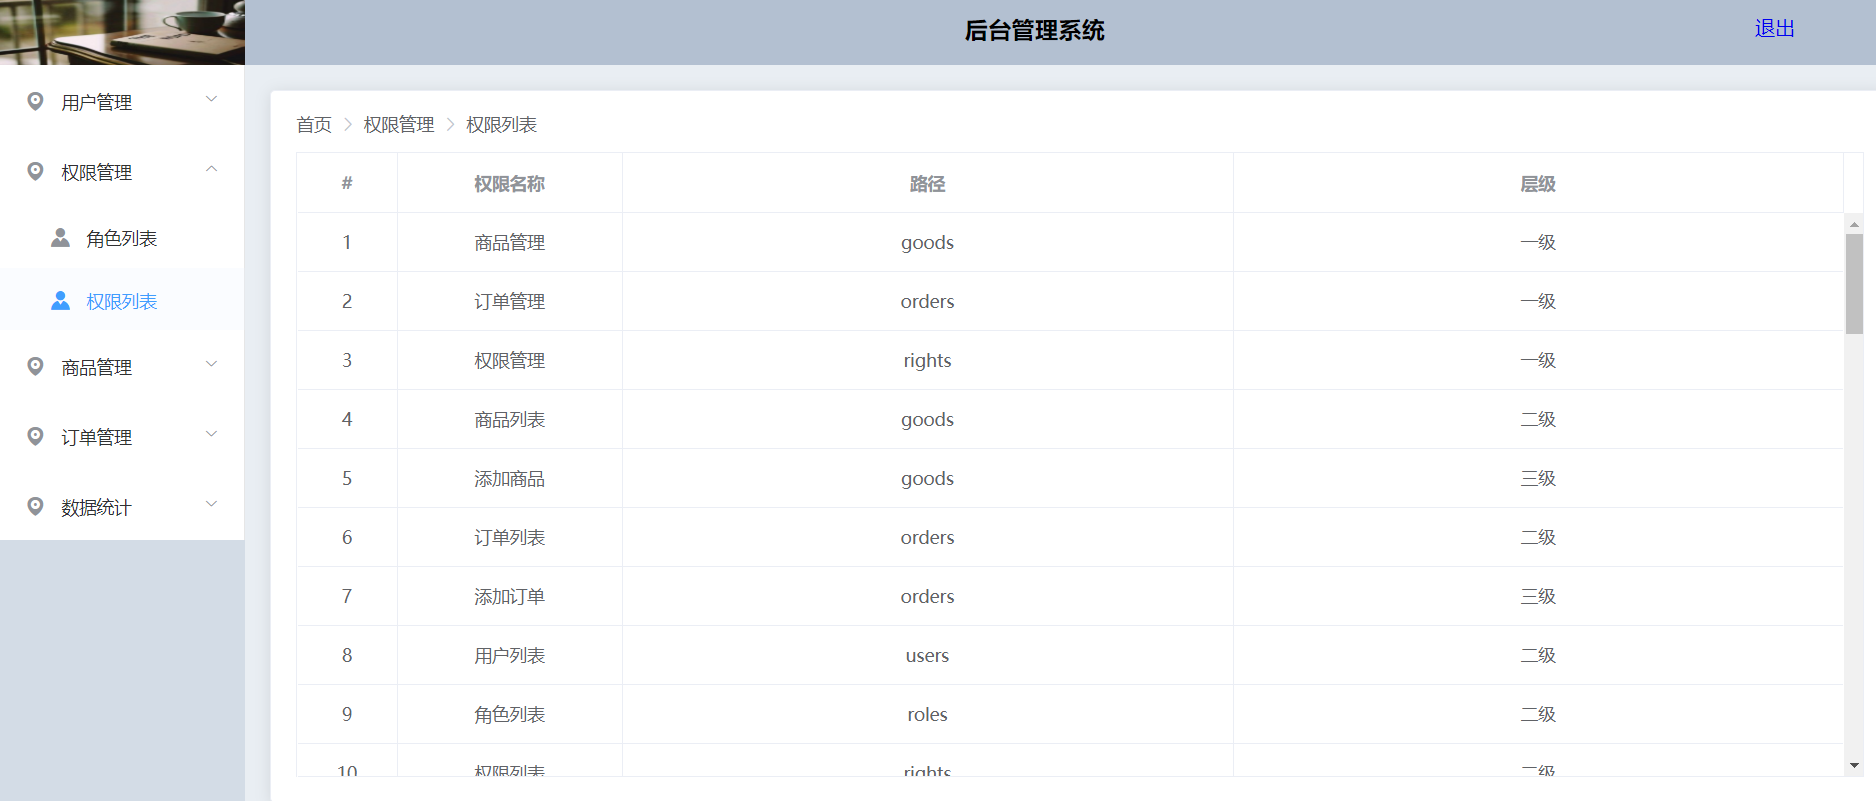 后台管理系统
退出
用户管理
权限管理
角色列表
权限列表
商品管理
订单管理
数据统计
首页 > 权限管理 > 权限列表
# 权限名称 路径 层级
1 商品管理 goods 一级
2 订单管理 orders 一级
3 权限管理 rights 一级
4 商品列表 goods 二级
5 添加商品 goods 三级
6 订单列表 orders 二级
7 添加订单 orders 三级
8 用户列表 users 二级
9 角色列表 roles 二级
10 权限列表 rights 二级